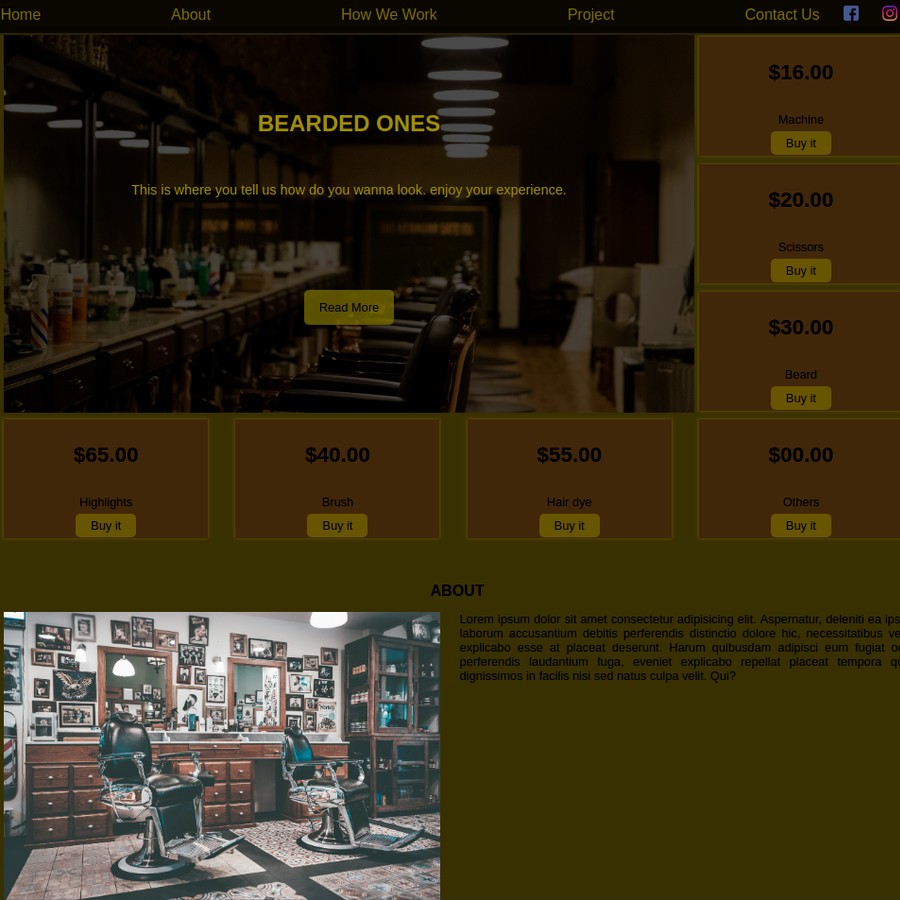 Home About How We Work Project Contact Us
BEARDED ONES
This is where you tell us how do you wanna look. enjoy your experience.
Read More
$16.00
Machine
Buy it
$20.00
Scissors
Buy it
$30.00
Beard
Buy it
$65.00
Highlights
Buy it
$40.00
Brush
Buy it
$55.00
Hair dye
Buy it
$00.00
Others
Buy it
ABOUT
Lorem ipsum dolor sit amet consectetur adipisicing elit. Aspernatur, deleniti ea
laborum accusantium debitis perferendis distinctio dolore hic, necessitatibus
explicabo esse at placeat deserunt. Harum quibusdam adipisci eum fugiat
perferendis laudantium fuga, eveniet explicabo repellat placeat tempora
dignissimos in facilis nisi sed natus culpa velit. Qui?